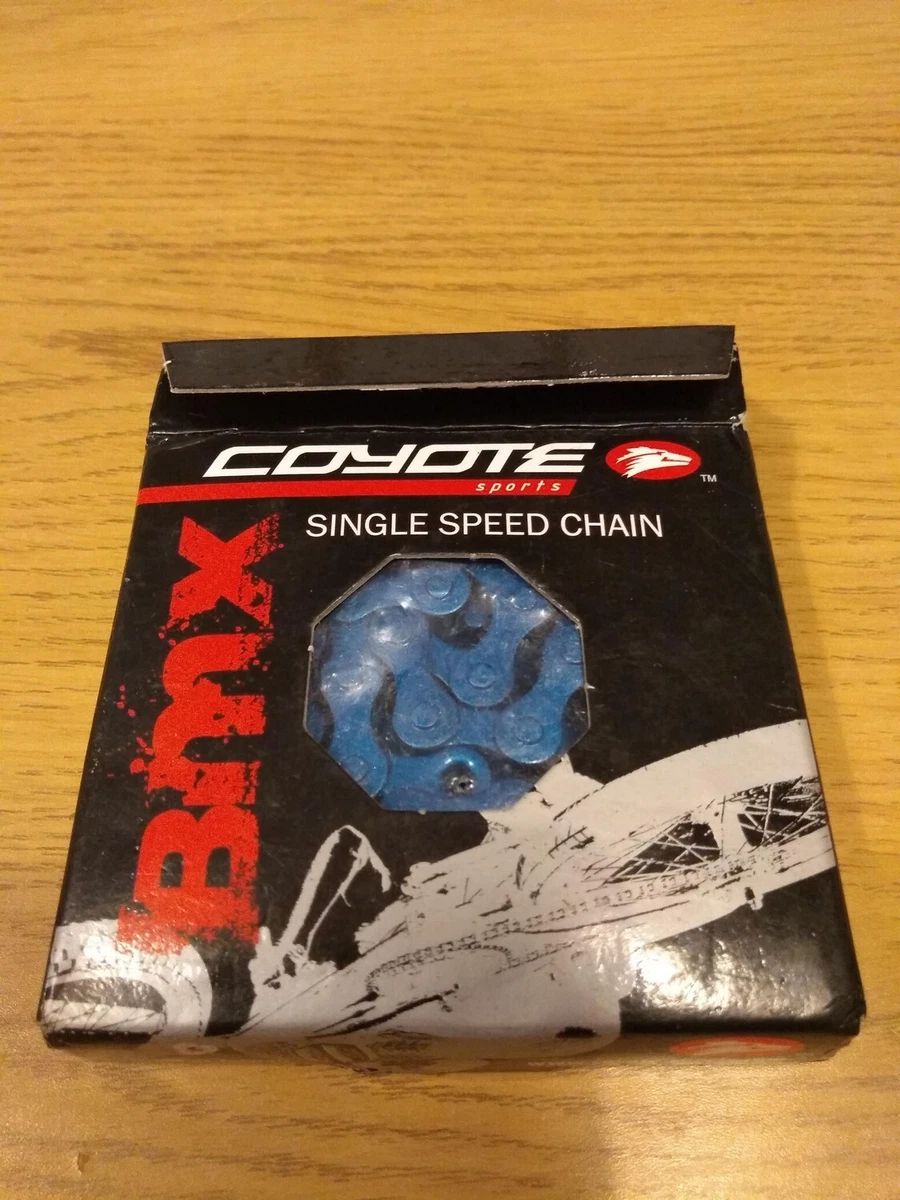 COYOTE
sports
TM
SINGLE SPEED CHAIN
Bmx